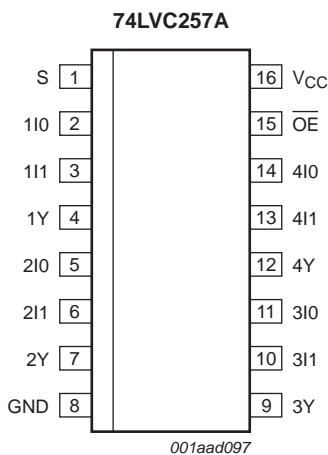 74LVC257A
S 1 16 VCC
1I0 2 15 OE
1I1 3 14 4I0
1Y 4 13 4I1
2I0 5 12 4Y
2I1 6 11 3I0
2Y 7 10 3I1
GND 8 9 3Y
001aad097